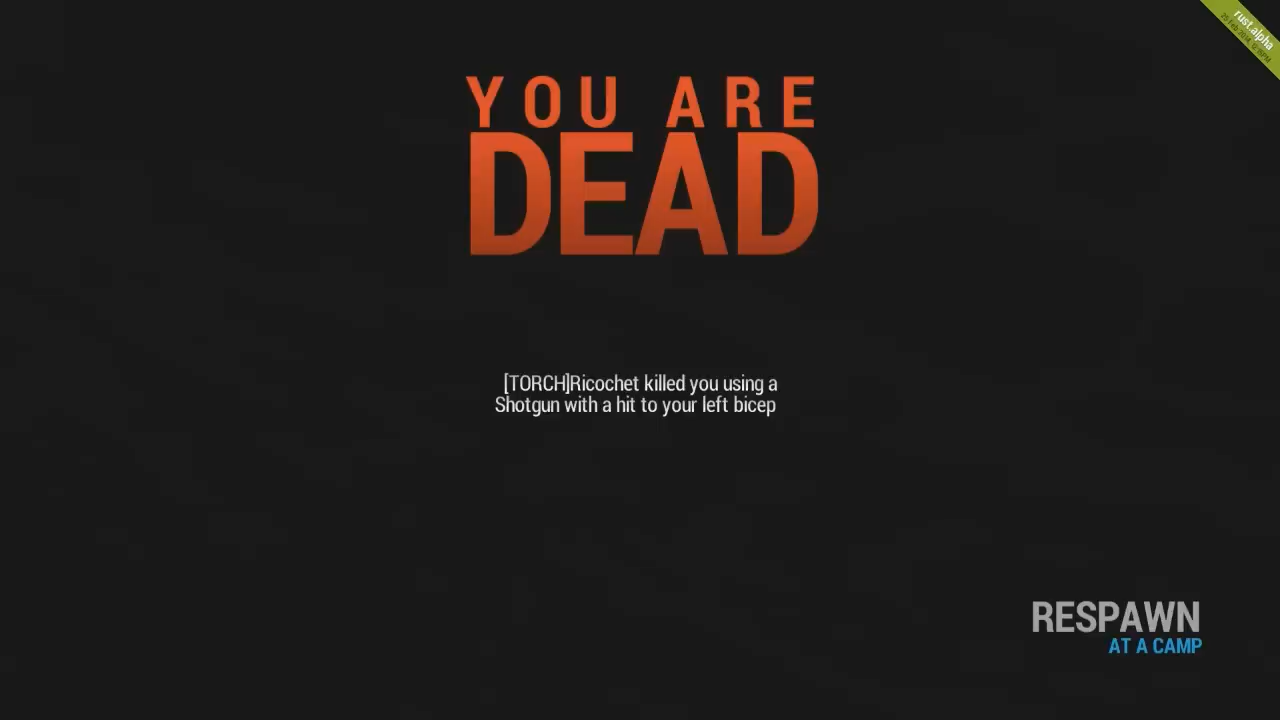 rust.alpha
YOU ARE
DEAD
[TORCH]Ricochet killed you using a
Shotgun with a hit to your left bicep
RESPAWN
AT A CAMP